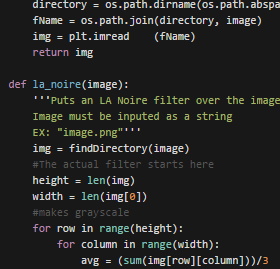 directory = os.path.dirname(os.path.abspa
fName = os.path.join(directory, image)
img = plt.imread    (fName)
return img
def la_noire(image):
'''Puts an LA Noire filter over the image
Image must be inputed as a string
EX: "image.png"'''
img = findDirectory(image)
#The actual filter starts here
height = len(img)
width = len(img[0])
#makes grayscale
for row in range(height):
for column in range(width):
avg = (sum(img[row][column]))/3